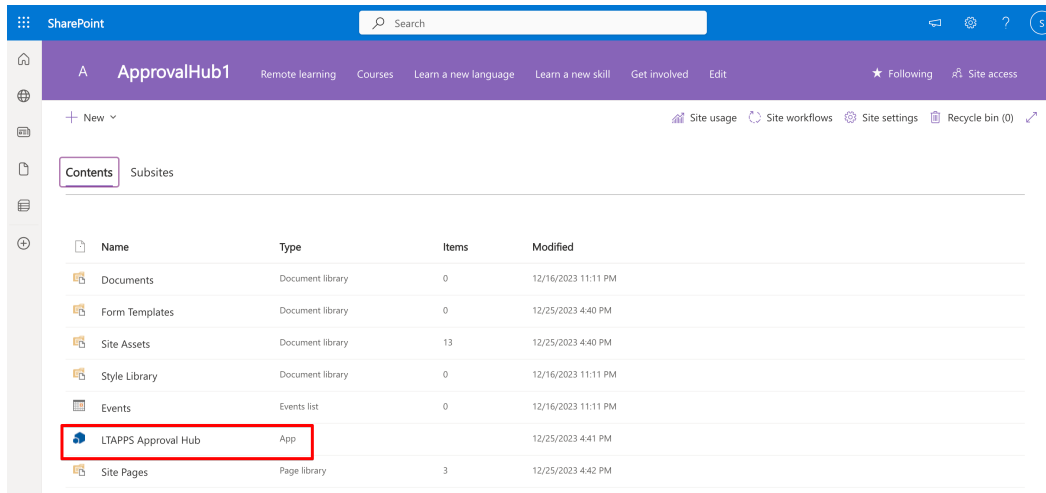 SharePoint Search ? S
A ApprovalHub1 Remote learning Courses Learn a new language Learn a new skill Get involved Edit Following Site access
New Site usage Site workflows Site settings Recycle bin (0)
Contents Subsites
Name Type Items Modified
Documents Document library 0 12/16/2023 11:11 PM
Form Templates Document library 0 12/25/2023 4:40 PM
Site Assets Document library 13 12/25/2023 4:40 PM
Style Library Document library 0 12/16/2023 11:11 PM
Events Events list 0 12/16/2023 11:11 PM
LTAPPS Approval Hub App 12/25/2023 4:41 PM
Site Pages Page library 3 12/25/2023 4:42 PM